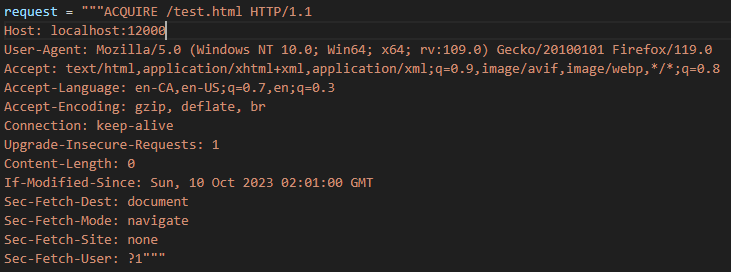 request = """ACQUIRE /test.html HTTP/1.1
Host: localhost:12000
User-Agent: Mozilla/5.0 (Windows NT 10.0; Win64; x64; rv:109.0) Gecko/20100101 Firefox/119.0
Accept: text/html,application/xhtml+xml,application/xml;q=0.9,image/avif,image/webp,*/*;q=0.8
Accept-Language: en-CA,en-US;q=0.7,en;q=0.3
Accept-Encoding: gzip, deflate, br
Connection: keep-alive
Upgrade-Insecure-Requests: 1
Content-Length: 0
If-Modified-Since: Sun, 10 Oct 2023 02:01:00 GMT
Sec-Fetch-Dest: document
Sec-Fetch-Mode: navigate
Sec-Fetch-Site: none
Sec-Fetch-User: ?1"""